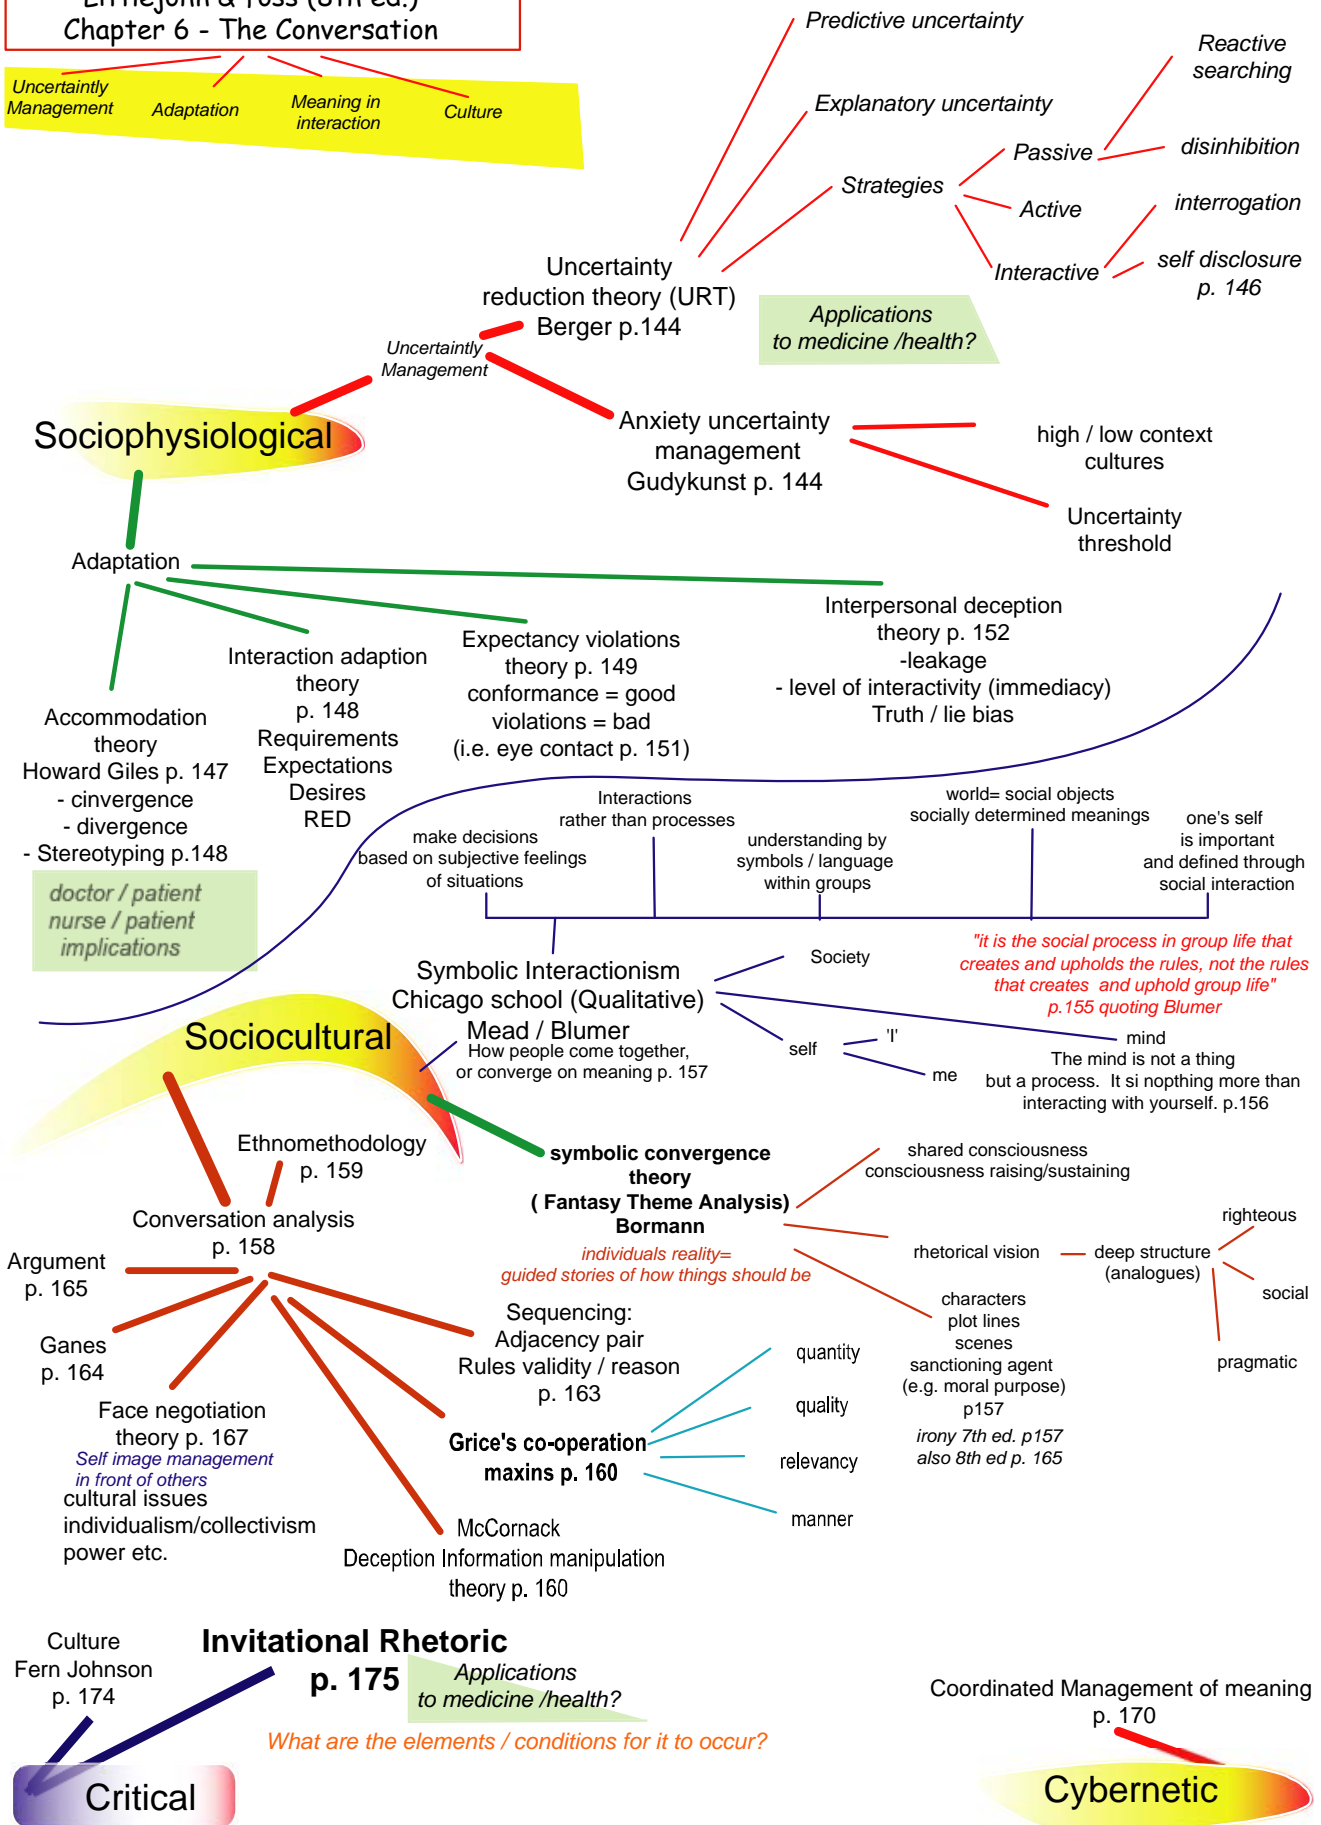 Littlejohn & Foss (8th ed.)
Chapter 6 - The Conversation
Uncertaintly
Management
Adaptation
Meaning in
interaction
Culture
Predictive uncertainty
Explanatory uncertainty
Strategies
Passive
Active
Interactive
Reactive
searching
disinhibition
interrogation
self disclosure
p. 146
Uncertainty
reduction theory (URT)
Berger p.144
Applications
to medicine /health?
Uncertaintly
Management
Sociophysiological
Anxiety uncertainty
management
Gudykunst p. 144
high / low context
cultures
Uncertainty
threshold
Adaptation
Accommodation
theory
Howard Giles p. 147
- cinvergence
- divergence
- Stereotyping p.148
doctor / patient
nurse / patient
implications
Interaction adaption
theory
p. 148
Requirements
Expectations
Desires
RED
Expectancy violations
theory p. 149
conformance = good
violations = bad
(i.e. eye contact p. 151)
Interpersonal deception
theory p. 152
-leakage
- level of interactivity (immediacy)
Truth / lie bias
make decisions
based on subjective feelings
of situations
Interactions
rather than processes
understanding by
symbols / language
within groups
world= social objects
socially determined meanings
one's self
is important
and defined through
social interaction
Symbolic Interactionism
Chicago school (Qualitative)
Mead / Blumer
How people come together,
or converge on meaning p. 157
Society
"it is the social process in group life that
creates and upholds the rules, not the rules
that creates and uphold group life"
p.155 quoting Blumer
self
'I'
me
mind
The mind is not a thing
but a process. It si nopthing more than
interacting with yourself. p.156
Sociocultural
Ethnomethodology
p. 159
Conversation analysis
p. 158
Argument
p. 165
Ganes
p. 164
Face negotiation
theory p. 167
Self image management
in front of others
cultural issues
individualism/collectivism
power etc.
symbolic convergence
theory
( Fantasy Theme Analysis)
Bormann
individuals reality=
guided stories of how things should be
shared consciousness
consciousness raising/sustaining
rhetorical vision
deep structure
(analogues)
righteous
social
pragmatic
characters
plot lines
scenes
sanctioning agent
(e.g. moral purpose)
p157
irony 7th ed. p157
also 8th ed p. 165
Sequencing:
Adjacency pair
Rules validity / reason
p. 163
Grice's co-operation
maxins p. 160
quantity
quality
relevancy
manner
McCornack
Deception Information manipulation
theory p. 160
Culture
Fern Johnson
p. 174
Invitational Rhetoric
p. 175
Applications
to medicine /health?
What are the elements / conditions for it to occur?
Critical
Coordinated Management of meaning
p. 170
Cybernetic